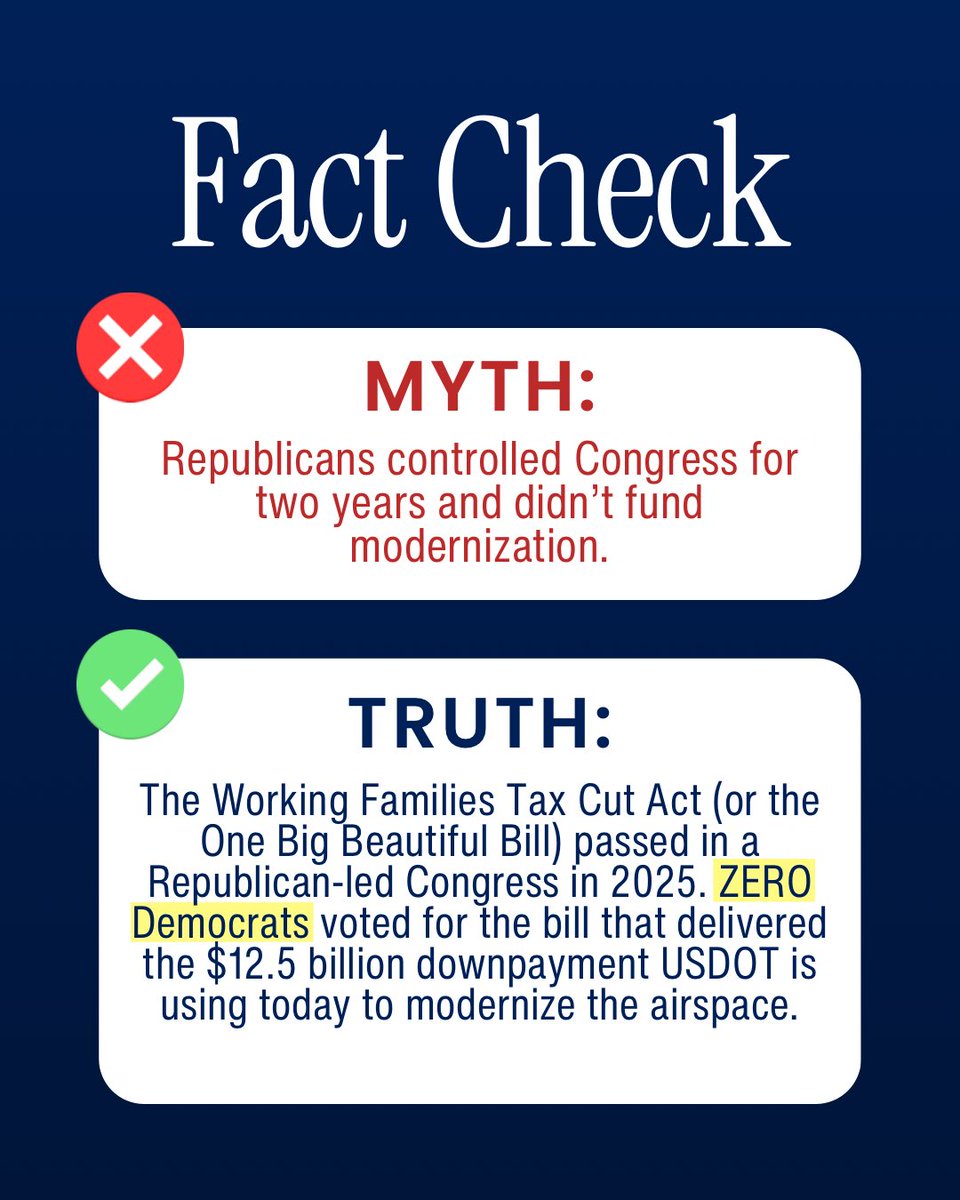 Fact Check
MYTH:
Republicans controlled Congress for
two years and didn’t fund
modernization.
TRUTH:
The Working Families Tax Cut Act (or the
One Big Beautiful Bill) passed in a
Republican-led Congress in 2025. ZERO
Democrats voted for the bill that delivered
the $12.5 billion downpayment USDOT is
using today to modernize the airspace.